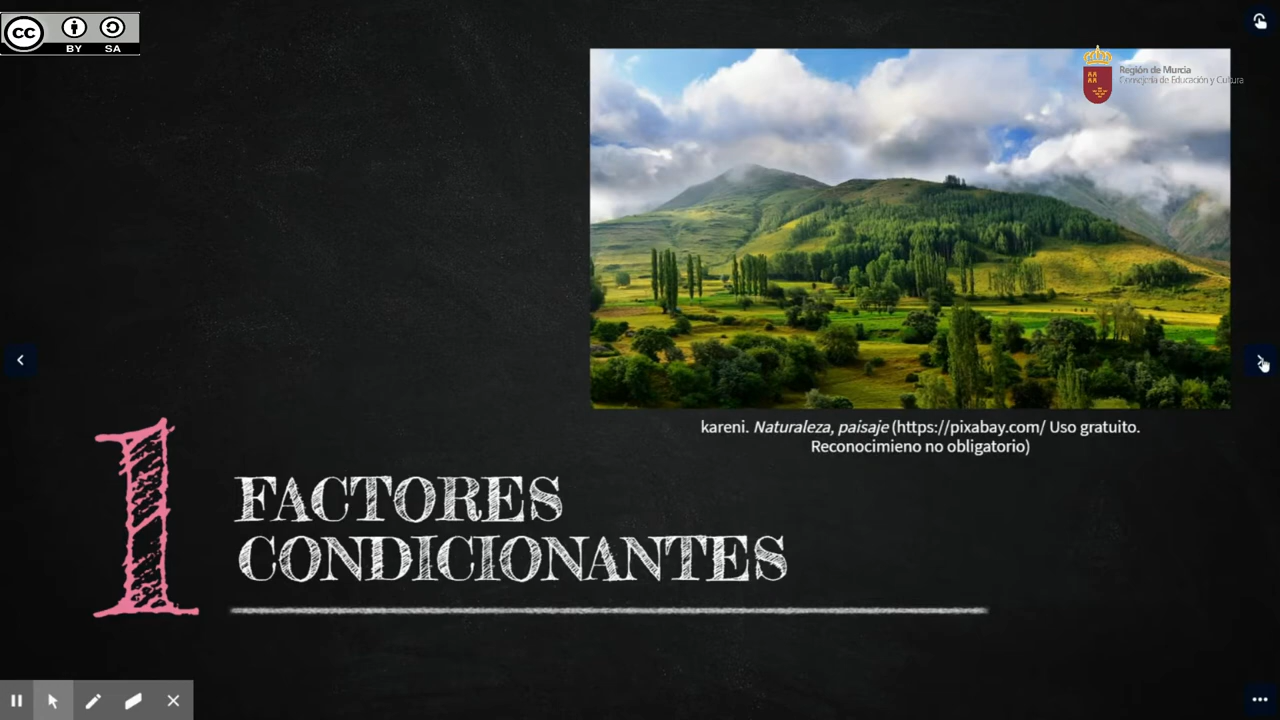 cc
BY SA
Región de Murcia
Consejería de Educación y Cultura
kareni. Naturaleza, paisaje (https://pixabay.com/ Uso gratuito.
Reconocimieno no obligatorio)
1
FACTORES
CONDICIONANTES